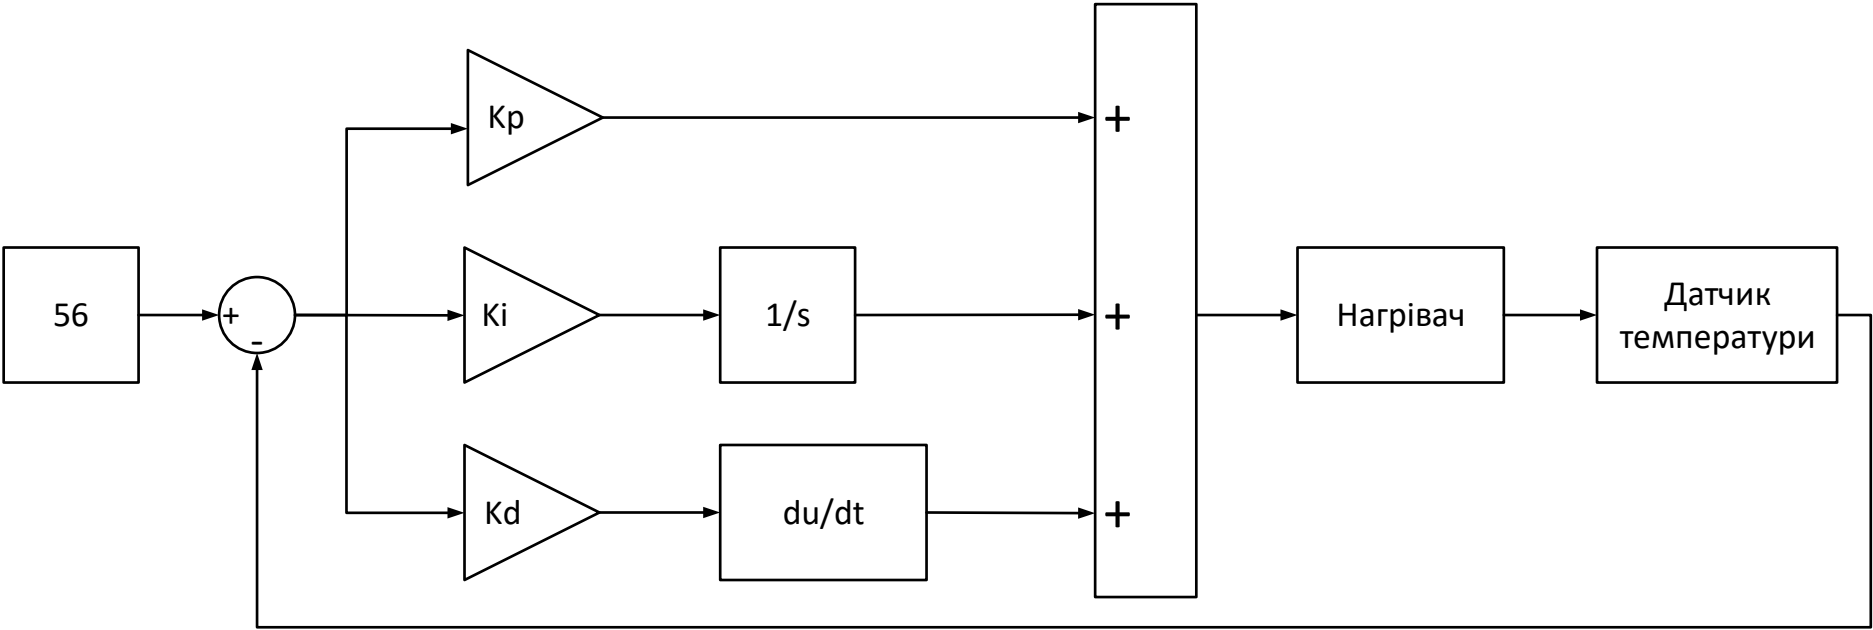 Kp
+
56
+
-
Ki
1/s
+
Нагрівач
Датчик
температури
Kd
du/dt
+